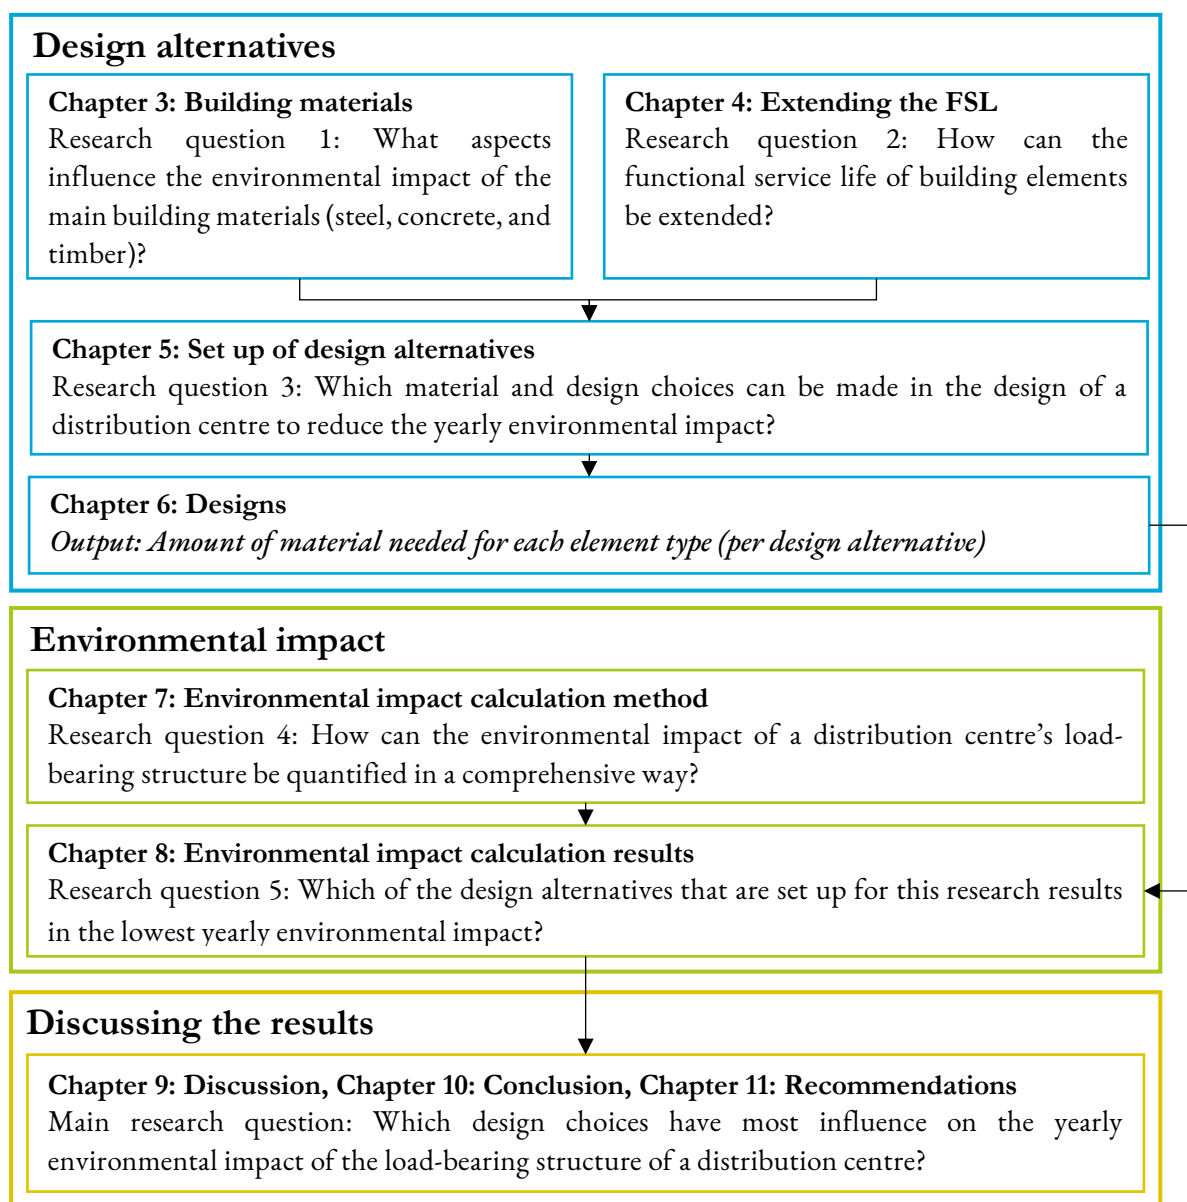 Design alternatives
Chapter 3: Building materials
Research question 1: What aspects
influence the environmental impact of the
main building materials (steel, concrete, and
timber)?
Chapter 4: Extending the FSL
Research question 2: How can the
functional service life of building elements
be extended?
Chapter 5: Set up of design alternatives
Research question 3: Which material and design choices can be made in the design of a
distribution centre to reduce the yearly environmental impact?
Chapter 6: Designs
Output: Amount of material needed for each element type (per design alternative)
Environmental impact
Chapter 7: Environmental impact calculation method
Research question 4: How can the environmental impact of a distribution centre’s load-
bearing structure be quantified in a comprehensive way?
Chapter 8: Environmental impact calculation results
Research question 5: Which of the design alternatives that are set up for this research results
in the lowest yearly environmental impact?
Discussing the results
Chapter 9: Discussion, Chapter 10: Conclusion, Chapter 11: Recommendations
Main research question: Which design choices have most influence on the yearly
environmental impact of the load-bearing structure of a distribution centre?